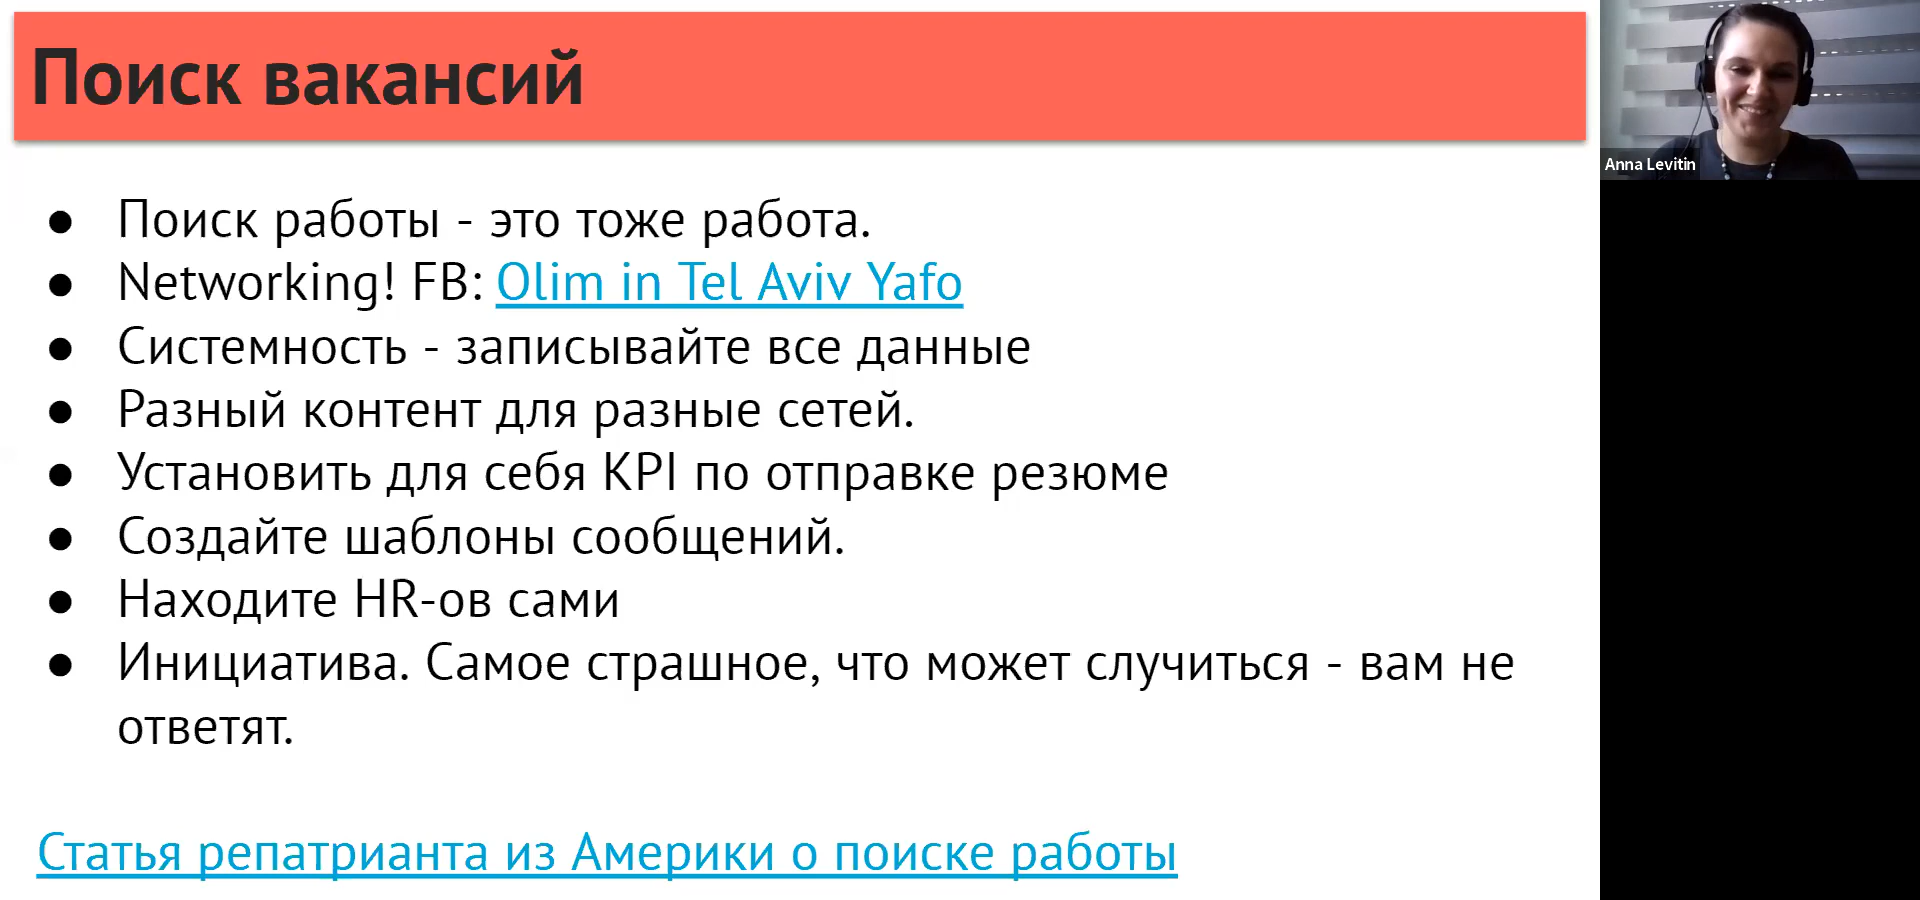 Поиск вакансий
Anna Levitin
● Поиск работы - это тоже работа.
● Networking! FB: Olim in Tel Aviv Yafo
● Системность - записывайте все данные
● Разный контент для разные сетей.
● Установить для себя KPI по отправке резюме
● Создайте шаблоны сообщений.
● Находите HR-ов сами
● Инициатива. Самое страшное, что может случиться - вам не
ответят.
Статья репатрианта из Америки о поиске работы